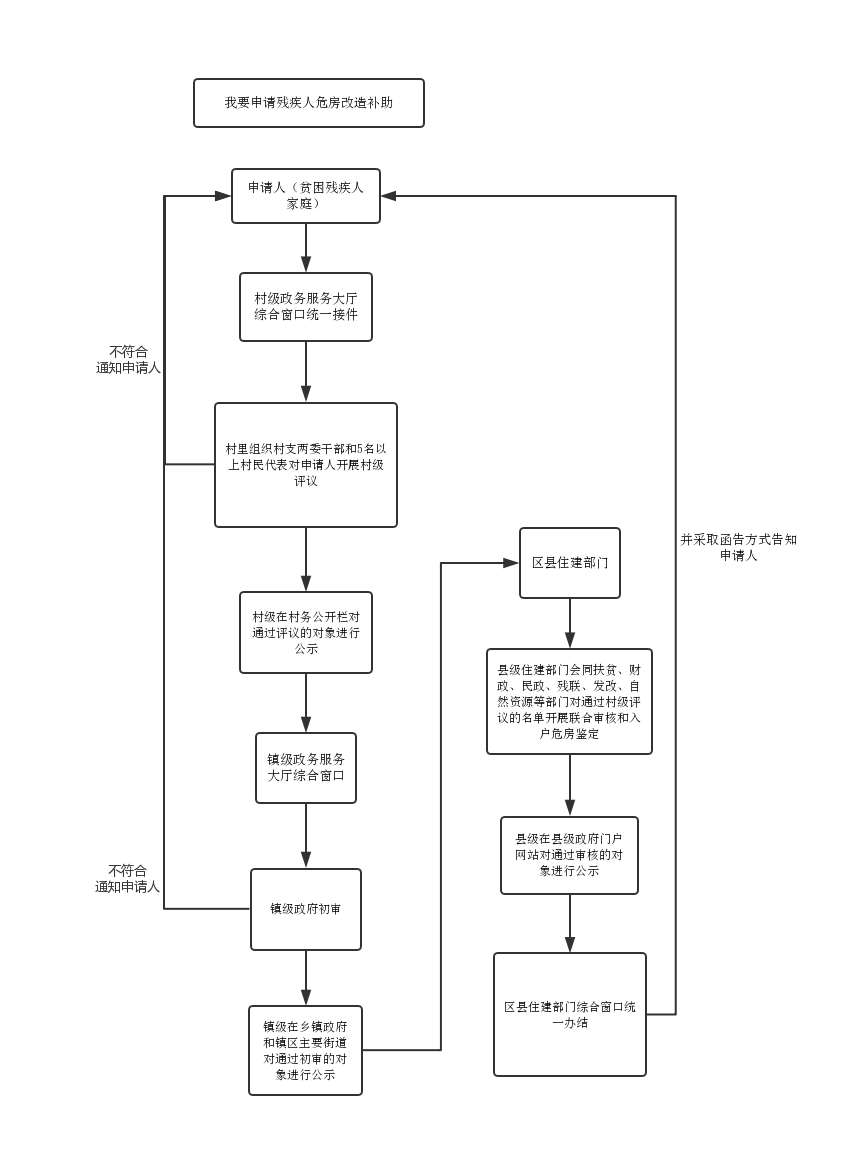 我要申请残疾人危房改造补助
申请人（贫困残疾人
家庭）
村级政务服务大厅
综合窗口统一接件
不符合
通知申请人
村里组织村支两委干部和5名以
上村民代表对申请人开展村级
评议
村级在村务公开栏对
通过评议的对象进行
公示
镇级政务服务
大厅综合窗口
不符合
通知申请人
镇级政府初审
镇级在乡镇政府
和镇区主要街道
对通过初审的对
象进行公示
区县住建部门
县级住建部门会同扶贫、财
政、民政、残联、发改、自
然资源等部门对通过村级评
议的名单开展联合审核和入
户危房鉴定
县级在县级政府门户
网站对通过审核的对
象进行公示
区县住建部门综合窗口统
一办结
并采取函告方式告知
申请人